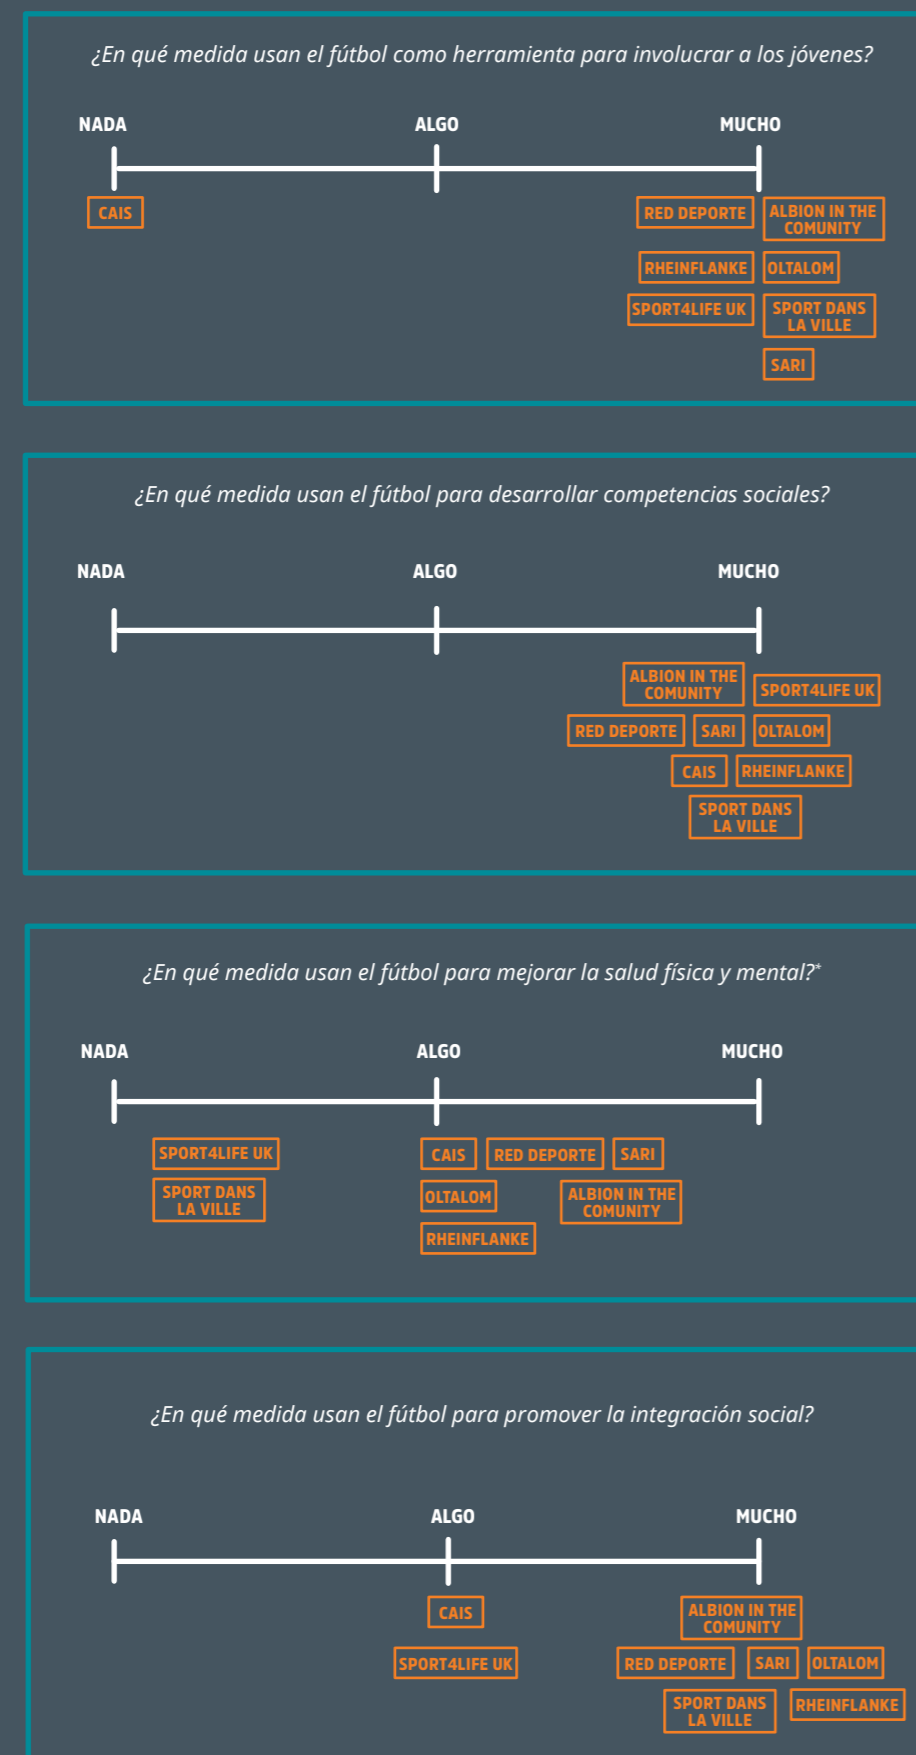 ¿En qué medida usan el fútbol como herramienta para involucrar a los jóvenes?
NADA ALGO MUCHO
CAIS RED DEPORTE ALBION IN THE
COMUNITY
RHEINFLANKE OLTALOM
SPORT4LIFE UK SPORT DANS
LA VILLE
SARI
¿En qué medida usan el fútbol para desarrollar competencias sociales?
NADA ALGO MUCHO
ALBION IN THE
COMUNITY SPORT4LIFE UK
RED DEPORTE SARI OLTALOM
CAIS RHEINFLANKE
SPORT DANS
LA VILLE
¿En qué medida usan el fútbol para mejorar la salud física y mental?*
NADA ALGO MUCHO
SPORT4LIFE UK CAIS RED DEPORTE SARI
SPORT DANS
LA VILLE
OLTALOM ALBION IN THE
COMUNITY
RHEINFLANKE
¿En qué medida usan el fútbol para promover la integración social?
NADA ALGO MUCHO
CAIS ALBION IN THE
COMUNITY
SPORT4LIFE UK RED DEPORTE SARI OLTALOM
SPORT DANS
LA VILLE
RHEINFLANKE